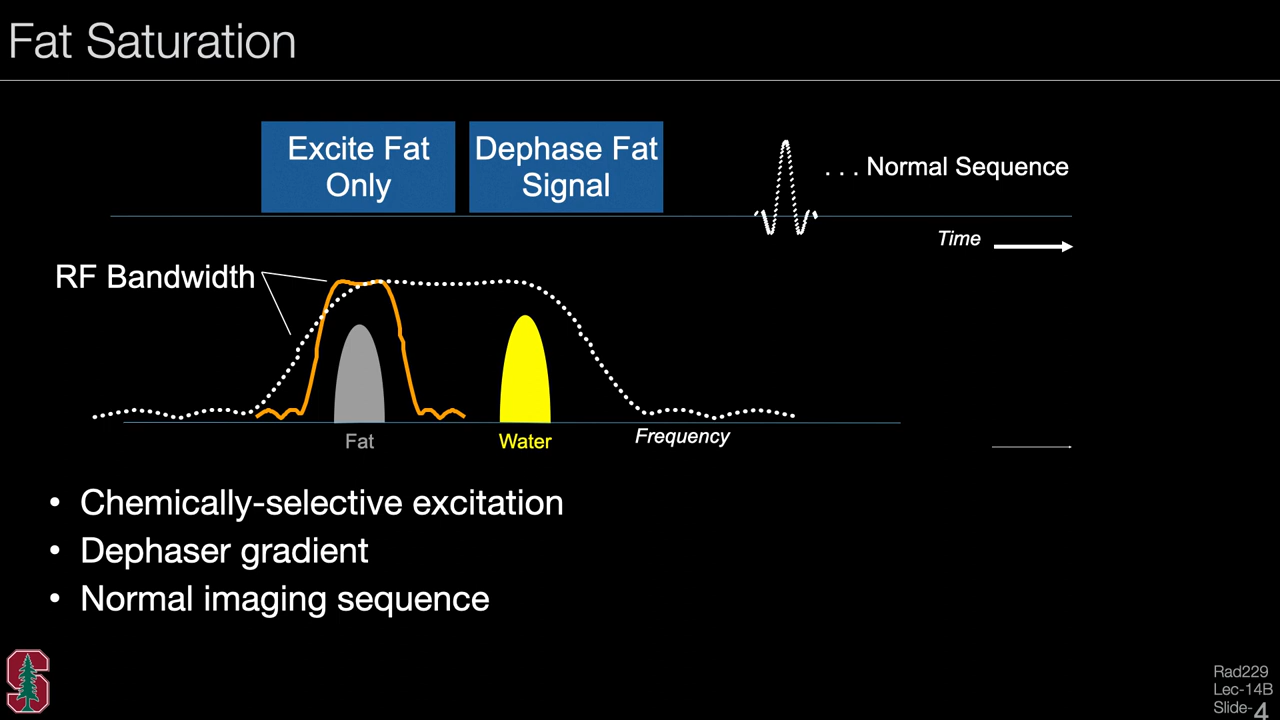 Fat Saturation
Excite Fat
Only
Dephase Fat
Signal
. . . Normal Sequence
Time
RF Bandwidth
Fat
Water
Frequency
• Chemically-selective excitation
• Dephaser gradient
• Normal imaging sequence
Rad229
Lec-14B
Slide-4